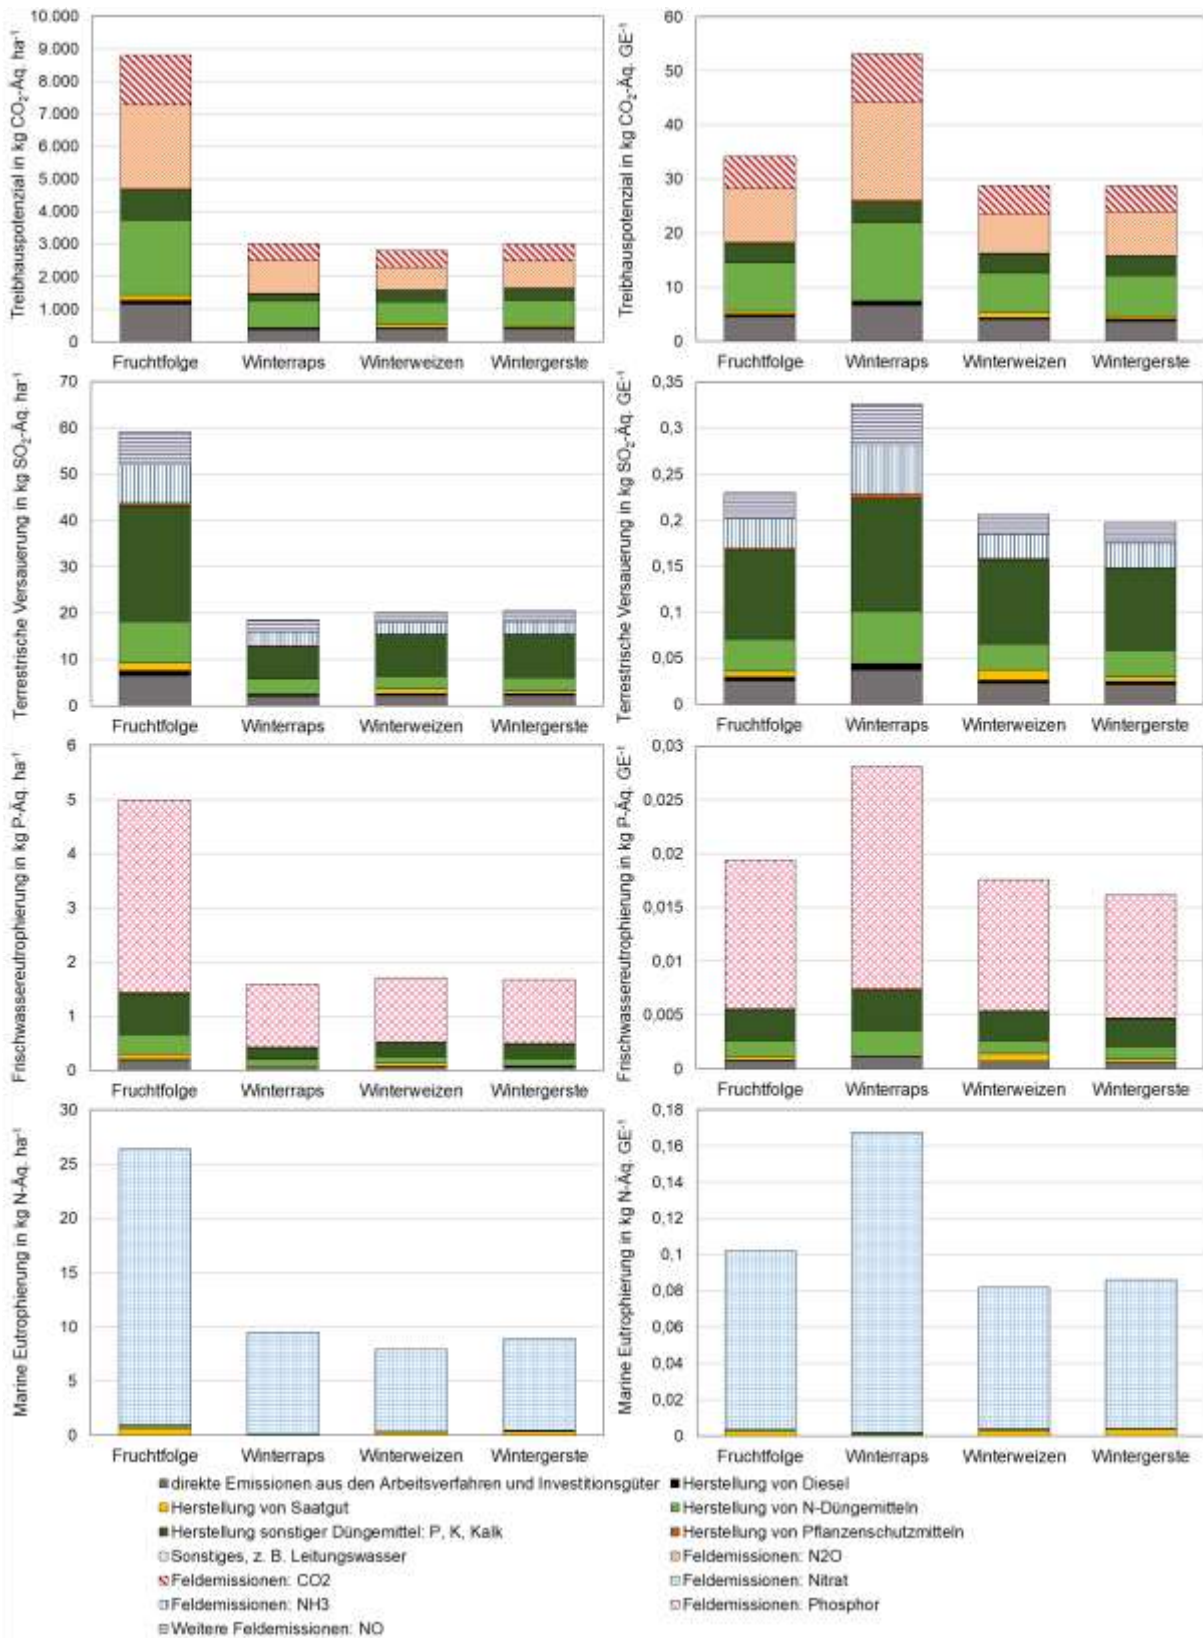 Treibhauspotenzial in kg CO₂-Äq. ha⁻¹
10.000
9.000
8.000
7.000
6.000
5.000
4.000
3.000
2.000
1.000
0
Fruchtfolge Winterraps Winterweizen Wintergerste
Treibhauspotenzial in kg CO₂-Äq. GE⁻¹
60
50
40
30
20
10
0
Fruchtfolge Winterraps Winterweizen Wintergerste
Terrestrische Versauerung in kg SO₂-Äq. ha⁻¹
70
60
50
40
30
20
10
0
Fruchtfolge Winterraps Winterweizen Wintergerste
Terrestrische Versauerung in kg SO₂-Äq. GE⁻¹
0,35
0,3
0,25
0,2
0,15
0,1
0,05
0
Fruchtfolge Winterraps Winterweizen Wintergerste
Frischwassereutrophierung in kg P-Äq. ha⁻¹
6
5
4
3
2
1
0
Fruchtfolge Winterraps Winterweizen Wintergerste
Frischwassereutrophierung in kg P-Äq. GE⁻¹
0,03
0,025
0,02
0,015
0,01
0,005
0
Fruchtfolge Winterraps Winterweizen Wintergerste
Marine Eutrophierung in kg N-Äq. ha⁻¹
30
25
20
15
10
5
0
Fruchtfolge Winterraps Winterweizen Wintergerste
Marine Eutrophierung in kg N-Äq. GE⁻¹
0,18
0,16
0,14
0,12
0,1
0,08
0,06
0,04
0,02
0
Fruchtfolge Winterraps Winterweizen Wintergerste
direkte Emissionen aus den Arbeitsverfahren und Investitionsgüter
Herstellung von Diesel
Herstellung von Saatgut
Herstellung von N-Düngemitteln
Herstellung sonstiger Düngemittel: P, K, Kalk
Herstellung von Pflanzenschutzmitteln
Sonstiges, z. B. Leitungswasser
Feldemissionen: N2O
Feldemissionen: CO2
Feldemissionen: Nitrat
Feldemissionen: NH3
Feldemissionen: Phosphor
Weitere Feldemissionen: NO